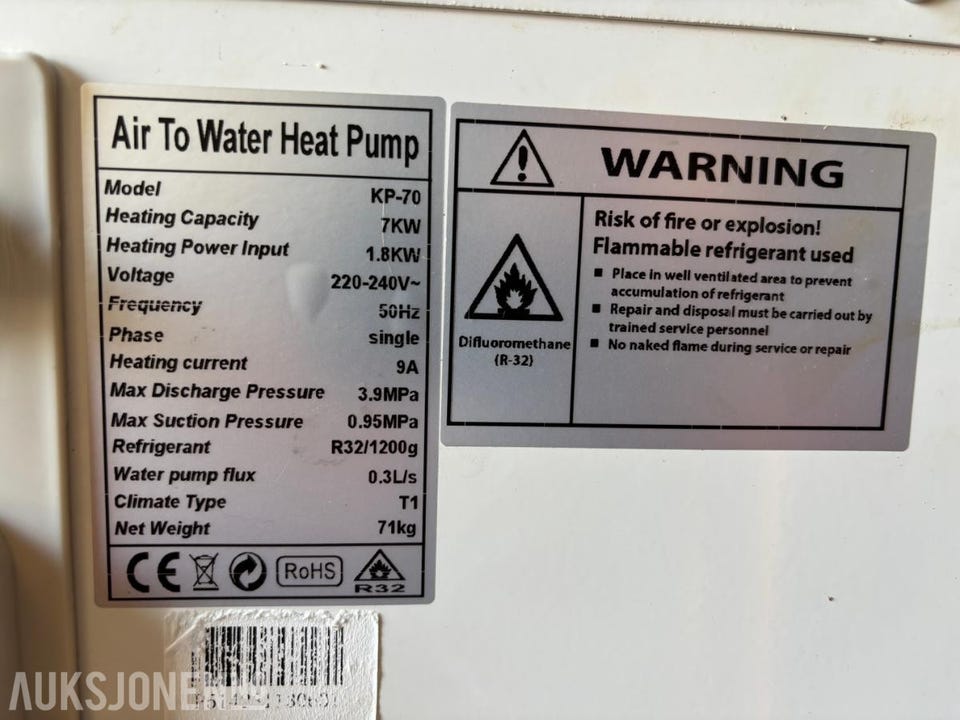 Air To Water Heat Pump
Model KP-70
Heating Capacity 7KW
Heating Power Input 1.8KW
Voltage 220-240V~
Frequency 50Hz
Phase single
Heating current 9A
Max Discharge Pressure 3.9MPa
Max Suction Pressure 0.95MPa
Refrigerant R32/1200g
Water pump flux 0.3L/s
Climate Type T1
Net Weight 71kg
CE RoHS
R32
WARNING
Risk of fire or explosion!
Flammable refrigerant used
■ Place in well ventilated area to prevent
accumulation of refrigerant
■ Repair and disposal must be carried out by
trained service personnel
■ No naked flame during service or repair
Difluoromethane
(R-32)